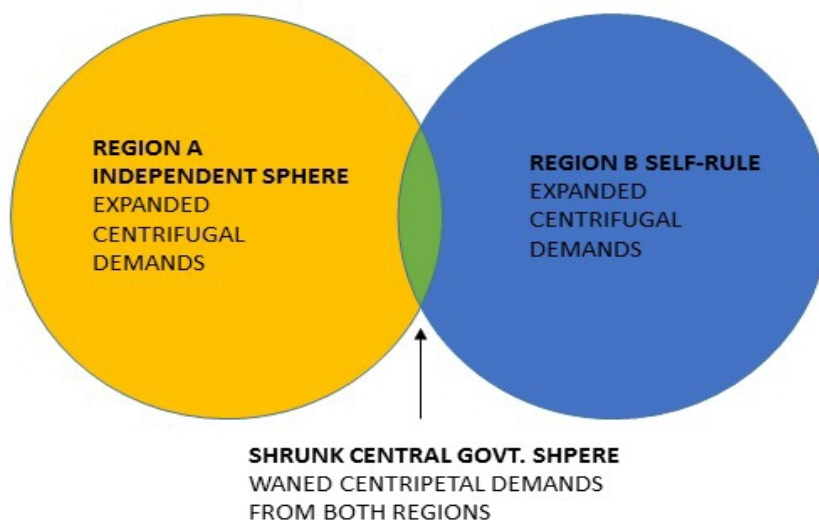 REGION A
INDEPENDENT SPHERE
EXPANDED
CENTRIFUGAL
DEMANDS
REGION B SELF-RULE
EXPANDED
CENTRIFUGAL
DEMANDS
SHRUNK CENTRAL GOVT. SHPERE
WANED CENTRIPETAL DEMANDS
FROM BOTH REGIONS